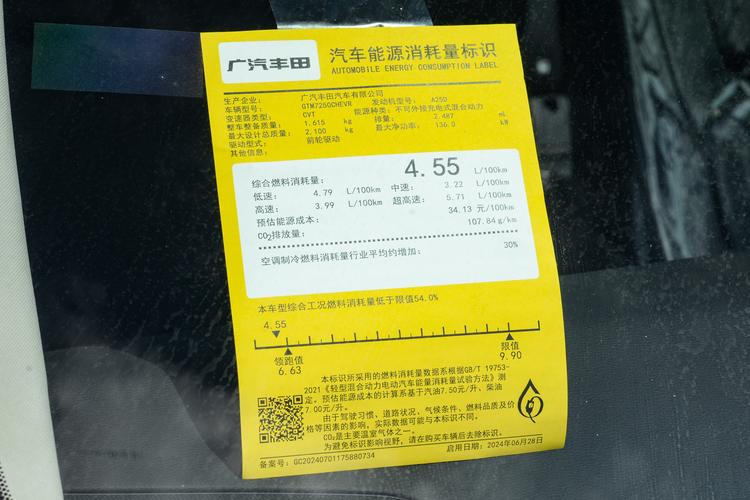 广汽丰田
汽车能源消耗量标识
AUTOMOBILE ENERGY CONSUMPTION LABEL
生产企业： 广汽丰田汽车有限公司
车辆型号： GTM7250CHEVR 发动机型号： A25D
变速器类型： CVT 能源种类：不可外接充电式混合动力
整车整备质量： 1,615 kg 排量： 2,487 mL
最大设计总质量： 2,100 kg 最大净功率： 136.0 kW
驱动型式： 前轮驱动
其他信息：
综合燃料消耗量： 4.55 L/100km
低速： 4.79 L/100km 中速： 3.22 L/100km
高速： 3.99 L/100km 超高速： 5.71 L/100km
预估能源成本： 34.13 元/100km
CO₂排放量： 107.84 g/km
空调制冷燃料消耗量行业平均约增加： 30%
本车型综合工况燃料消耗量低于限值54.0%
4.55
领跑值 限值
6.63 9.90
本标识所采用的燃料消耗量数据系根据GB/T 19753-
2021《轻型混合动力电动汽车能量消耗量试验方法》测
定。预估能源成本的计算系基于汽油7.50元/升、柴油
7.00元/升。
由于驾驶习惯、道路状况、气候条件、燃料品质及价
格等因素的影响，实际数据可能与本标识不同。
CO₂是主要温室气体之一。
为避免标识影响视野，请在购买车辆后去除标识。
备案号：GC20240701175880734 启用日期：2024年06月28日